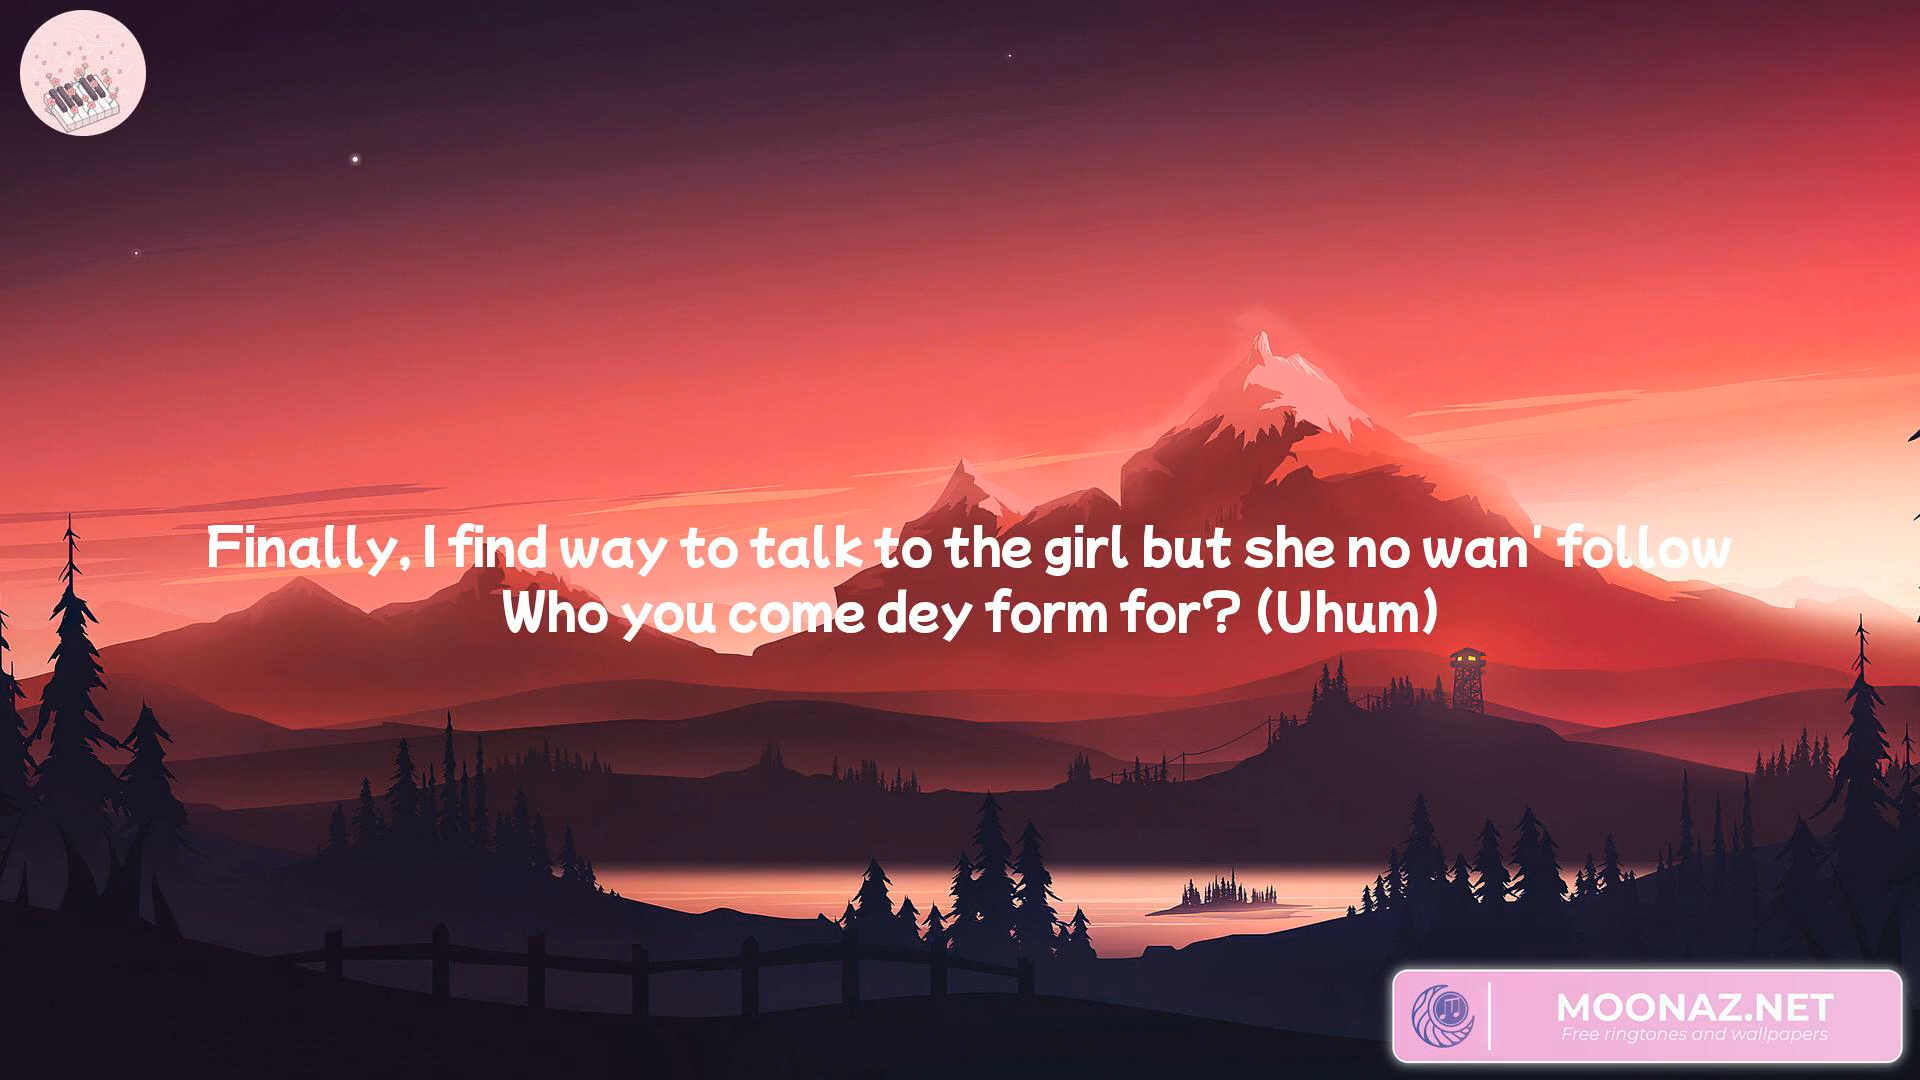 Finally, I find way to talk to the girl but she no wan' follow
Who you come dey form for? (Uhum)
MOONAZ.NET
Free ringtones and wallpapers